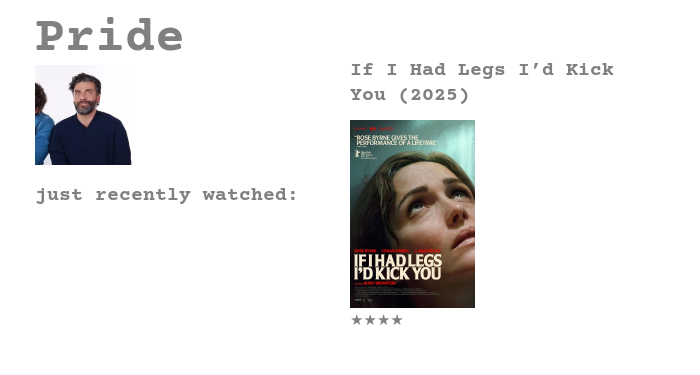 Pride
just recently watched:
If I Had Legs I’d Kick
You (2025)
"ROSE BYRNE GIVES THE
PERFORMANCE OF A LIFETIME"
IF I HAD LEGS
I'D KICK YOU
★★★★